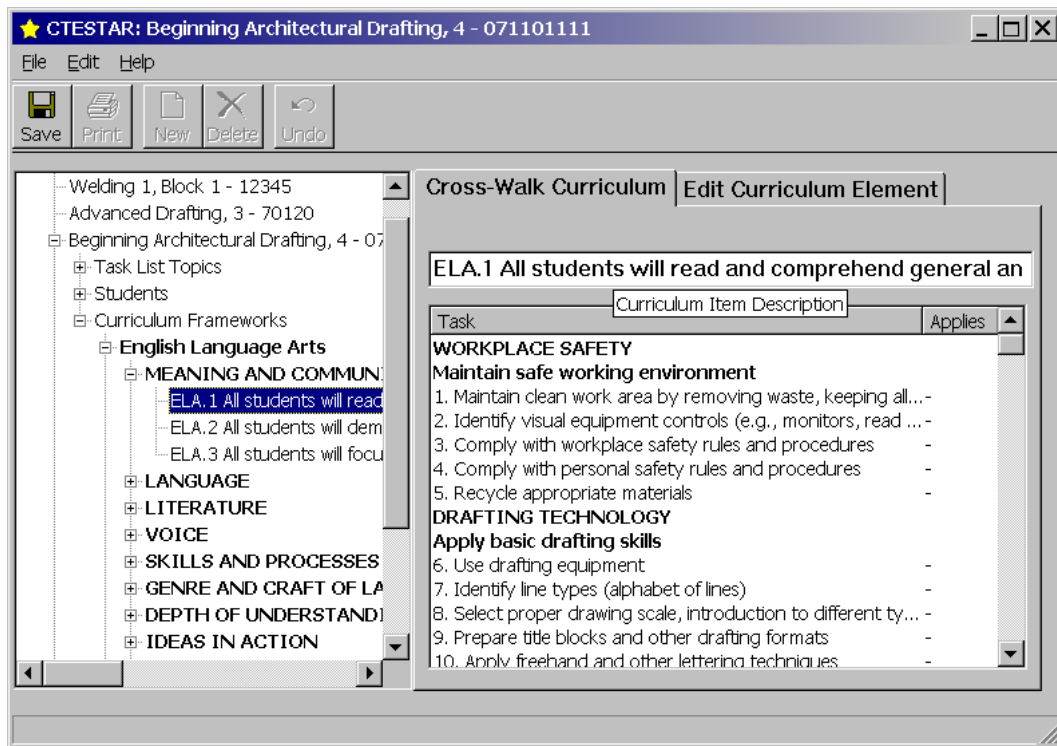 CTESTAR: Beginning Architectural Drafting, 4 - 071101111
File Edit Help
Save Print New Delete Undo
Welding 1, Block 1 - 12345
Advanced Drafting, 3 - 70120
Beginning Architectural Drafting, 4 - 07
Task List Topics
Students
Curriculum Frameworks
English Language Arts
MEANING AND COMMUN
ELA.1 All students will read
ELA.2 All students will dem
ELA.3 All students will focu
LANGUAGE
LITERATURE
VOICE
SKILLS AND PROCESSES
GENRE AND CRAFT OF LA
DEPTH OF UNDERSTANDI
IDEAS IN ACTION
Cross-Walk Curriculum Edit Curriculum Element
ELA.1 All students will read and comprehend general an
Curriculum Item Description
Task Applies
WORKPLACE SAFETY
Maintain safe working environment
1. Maintain clean work area by removing waste, keeping all...-
2. Identify visual equipment controls (e.g., monitors, read ...-
3. Comply with workplace safety rules and procedures -
4. Comply with personal safety rules and procedures -
5. Recycle appropriate materials -
DRAFTING TECHNOLOGY
Apply basic drafting skills
6. Use drafting equipment -
7. Identify line types (alphabet of lines) -
8. Select proper drawing scale, introduction to different ty... -
9. Prepare title blocks and other drafting formats -
10. Apply freehand and other lettering techniques -